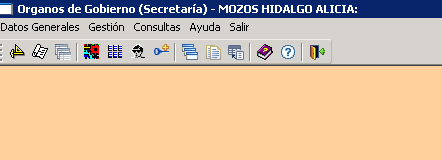 Organos de Gobierno (Secretaría) - MOZOS HIDALGO ALICIA:
Datos Generales Gestión Consultas Ayuda Salir